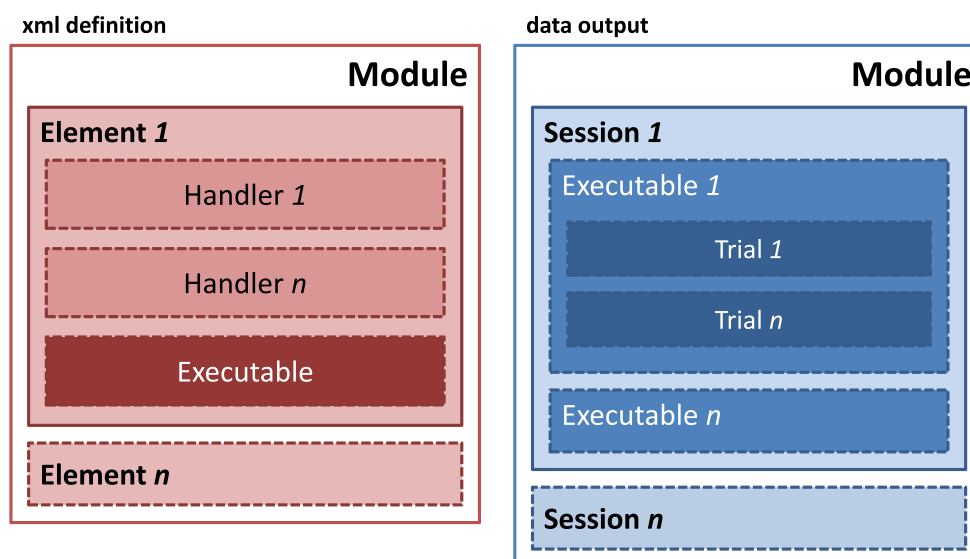 xml definition
Module
Element 1
Handler 1
Handler n
Executable
Element n
data output
Module
Session 1
Executable 1
Trial 1
Trial n
Executable n
Session n